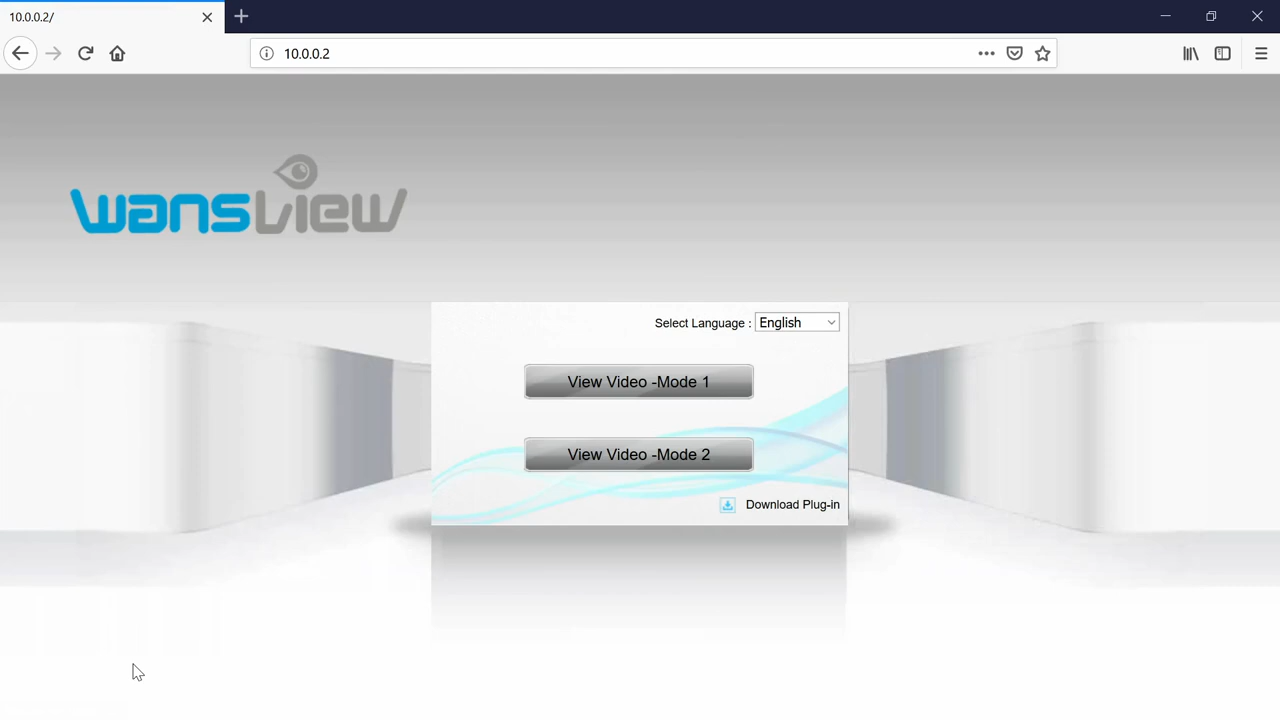 10.0.0.2/
10.0.0.2
wansview
Select Language : English
View Video -Mode 1
View Video -Mode 2
Download Plug-in